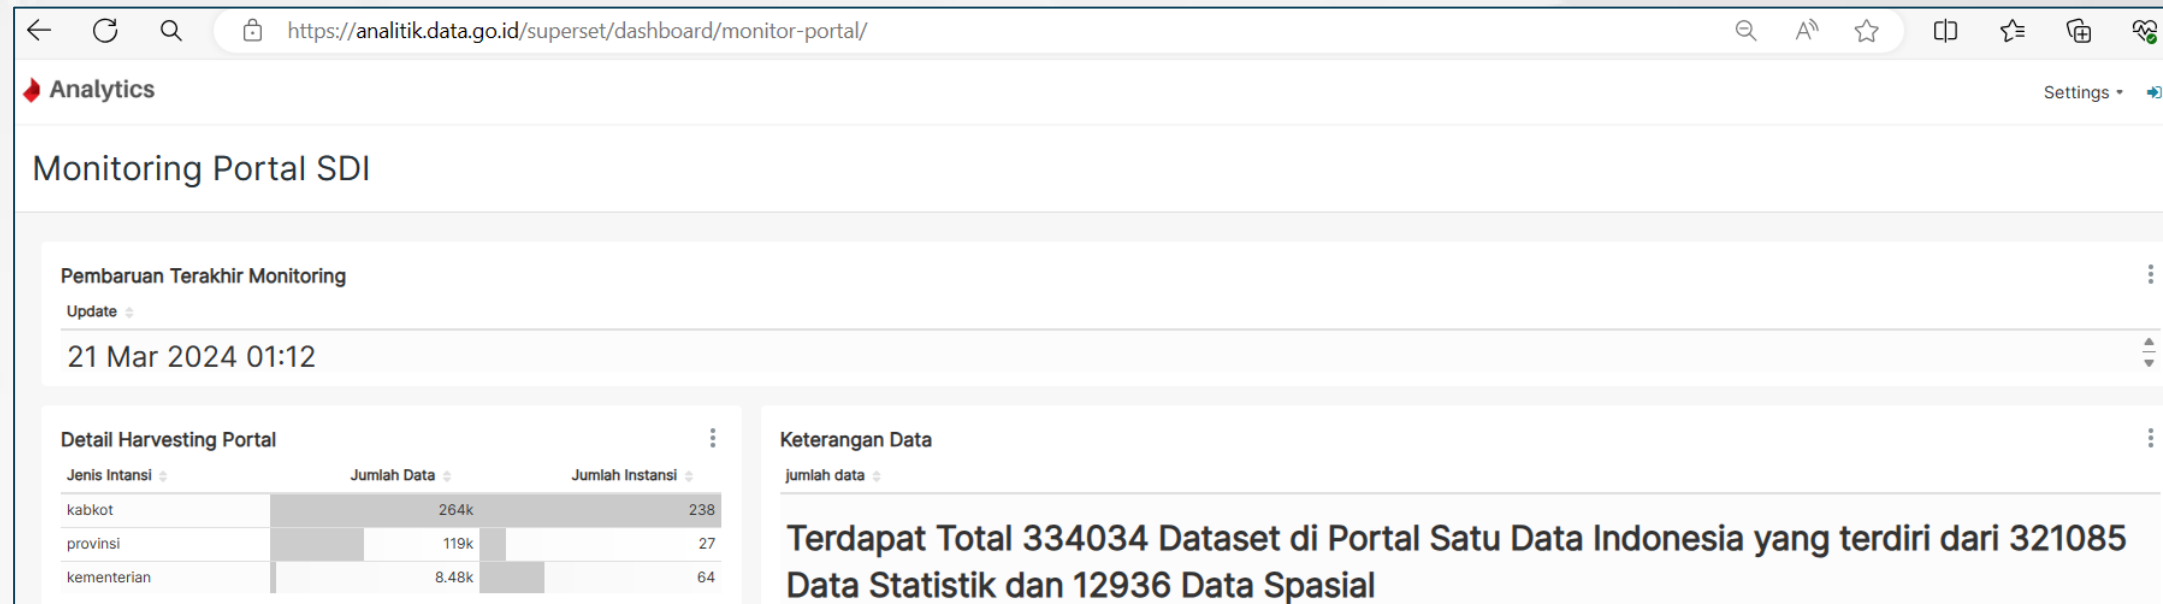 https://analitik.data.go.id/superset/dashboard/monitor-portal/
Analytics
Settings
Monitoring Portal SDI
Pembaruan Terakhir Monitoring
Update
21 Mar 2024 01:12
Detail Harvesting Portal
Jenis Intansi Jumlah Data Jumlah Instansi
kabkot 264k 238
provinsi 119k 27
kementerian 8.48k 64
Keterangan Data
jumlah data
Terdapat Total 334034 Dataset di Portal Satu Data Indonesia yang terdiri dari 321085
Data Statistik dan 12936 Data Spasial